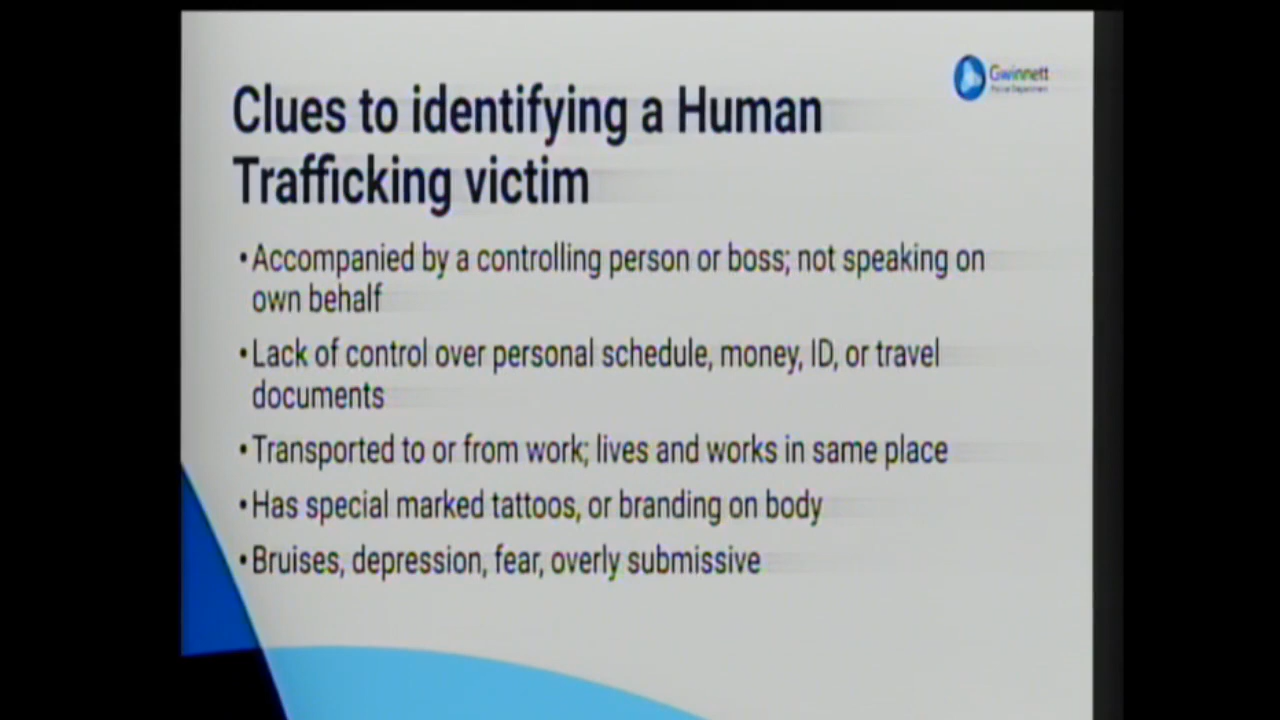 Gwinnett
Police Department
Clues to identifying a Human
Trafficking victim
• Accompanied by a controlling person or boss; not speaking on
own behalf
• Lack of control over personal schedule, money, ID, or travel
documents
• Transported to or from work; lives and works in same place
• Has special marked tattoos, or branding on body
• Bruises, depression, fear, overly submissive